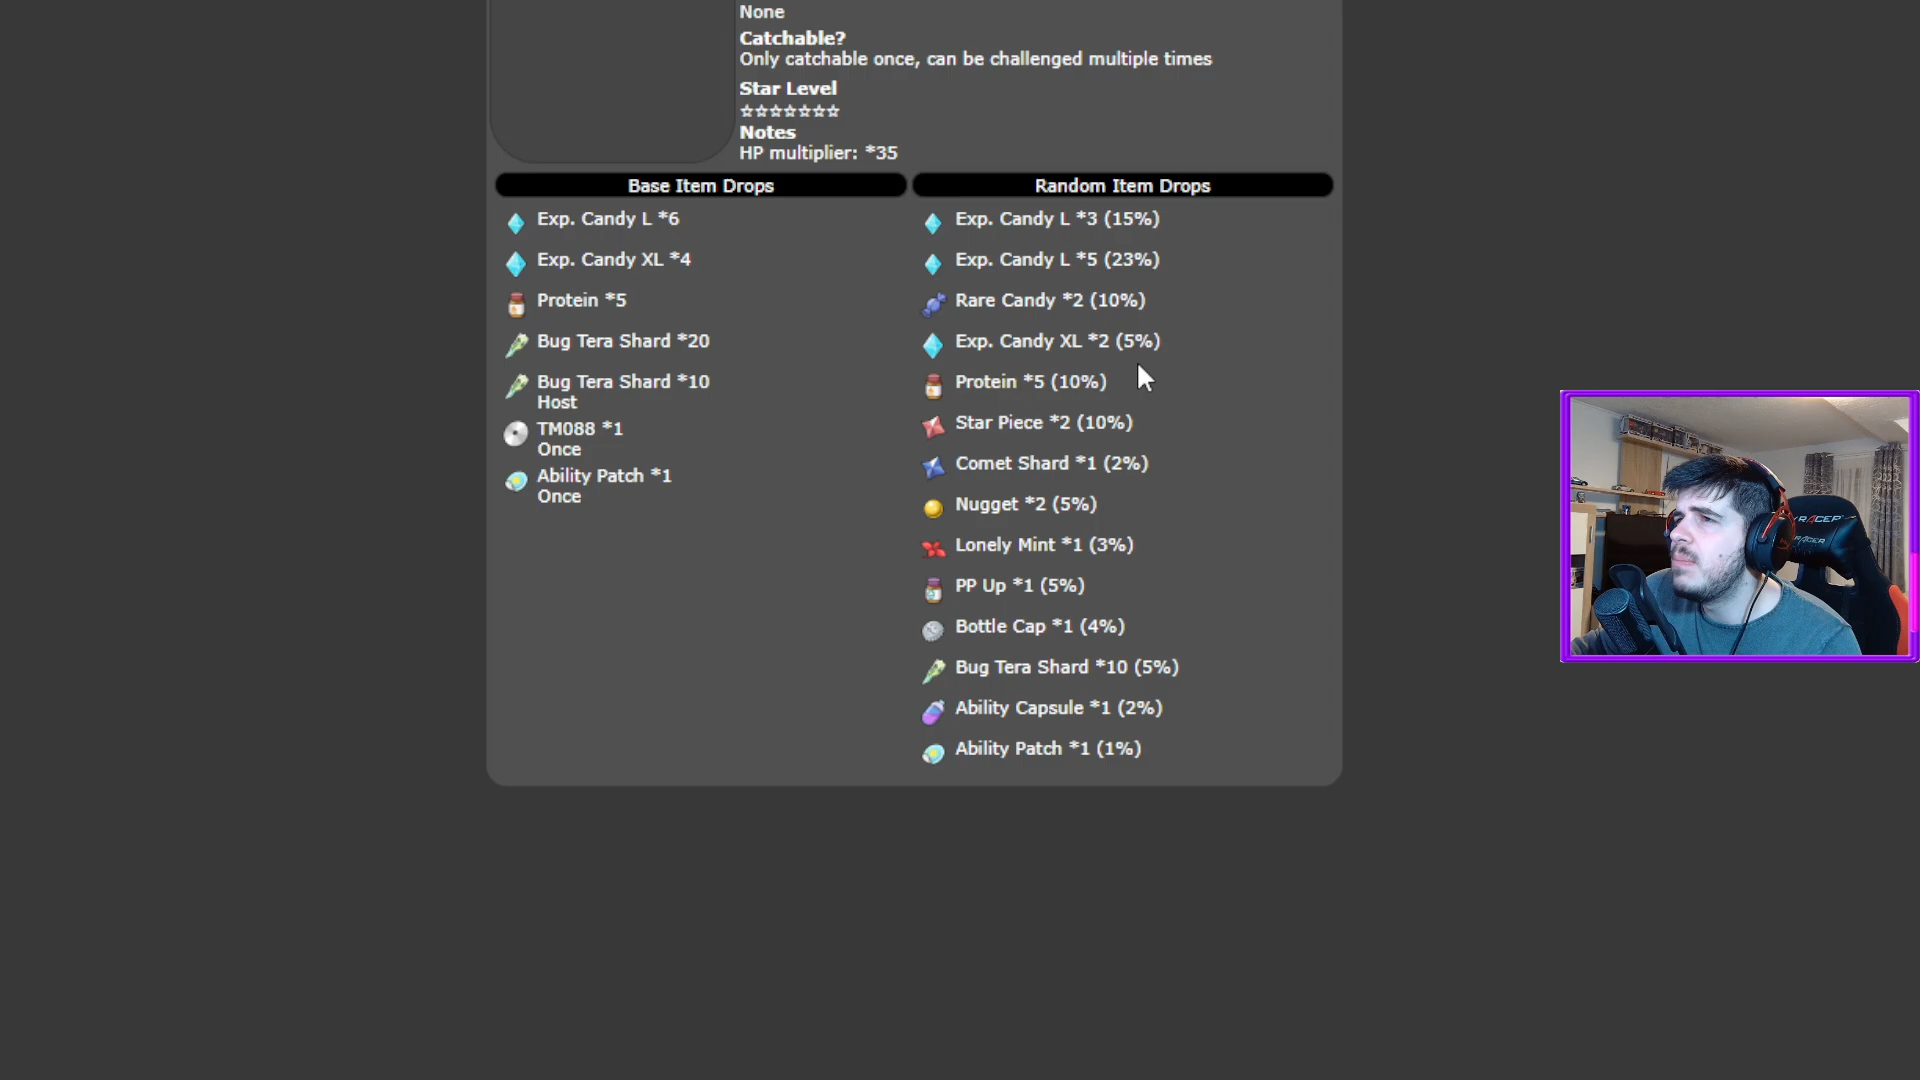 None
Catchable?
Only catchable once, can be challenged multiple times
Star Level
☆☆☆☆☆☆☆
Notes
HP multiplier: *35
Base Item Drops
Exp. Candy L *6
Exp. Candy XL *4
Protein *5
Bug Tera Shard *20
Bug Tera Shard *10
Host
TM088 *1
Once
Ability Patch *1
Once
Random Item Drops
Exp. Candy L *3 (15%)
Exp. Candy L *5 (23%)
Rare Candy *2 (10%)
Exp. Candy XL *2 (5%)
Protein *5 (10%)
Star Piece *2 (10%)
Comet Shard *1 (2%)
Nugget *2 (5%)
Lonely Mint *1 (3%)
PP Up *1 (5%)
Bottle Cap *1 (4%)
Bug Tera Shard *10 (5%)
Ability Capsule *1 (2%)
Ability Patch *1 (1%)